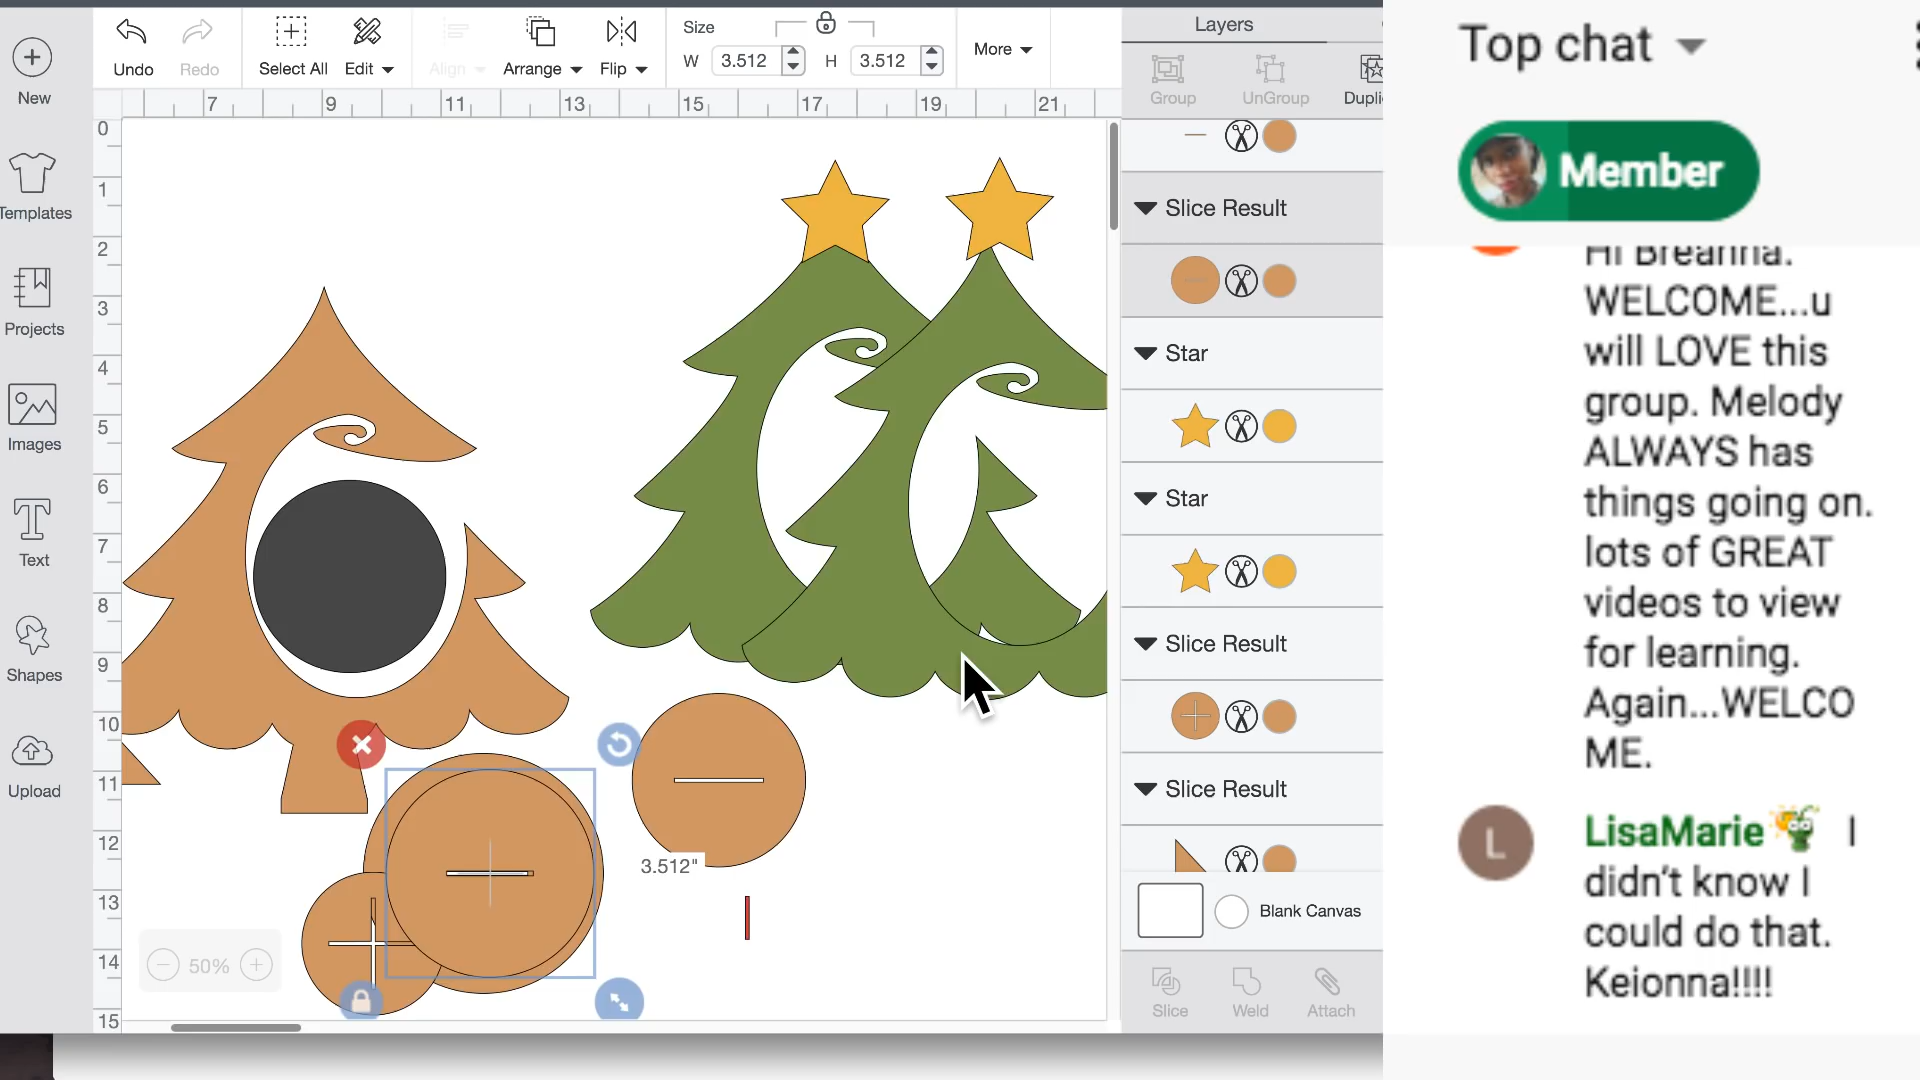 Undo
Redo
Select All
Edit
Align
Arrange
Flip
Size
W 3.512
H 3.512
More
New
Templates
Projects
Images
Text
Shapes
Upload
7 9 11 13 15 17 19 21
0
1
2
3
4
5
6
7
8
9
10
11
12
13
14
15
3.512"
50%
Layers
Group
UnGroup
Slice Result
Star
Star
Slice Result
Slice Result
Blank Canvas
Slice
Weld
Attach
Top chat
Member
Hi Breanna.
WELCOME...u
will LOVE this
group. Melody
ALWAYS has
things going on.
lots of GREAT
videos to view
for learning.
Again...WELCO
ME.
L
LisaMarie I
didn't know I
could do that.
Keionna!!!!